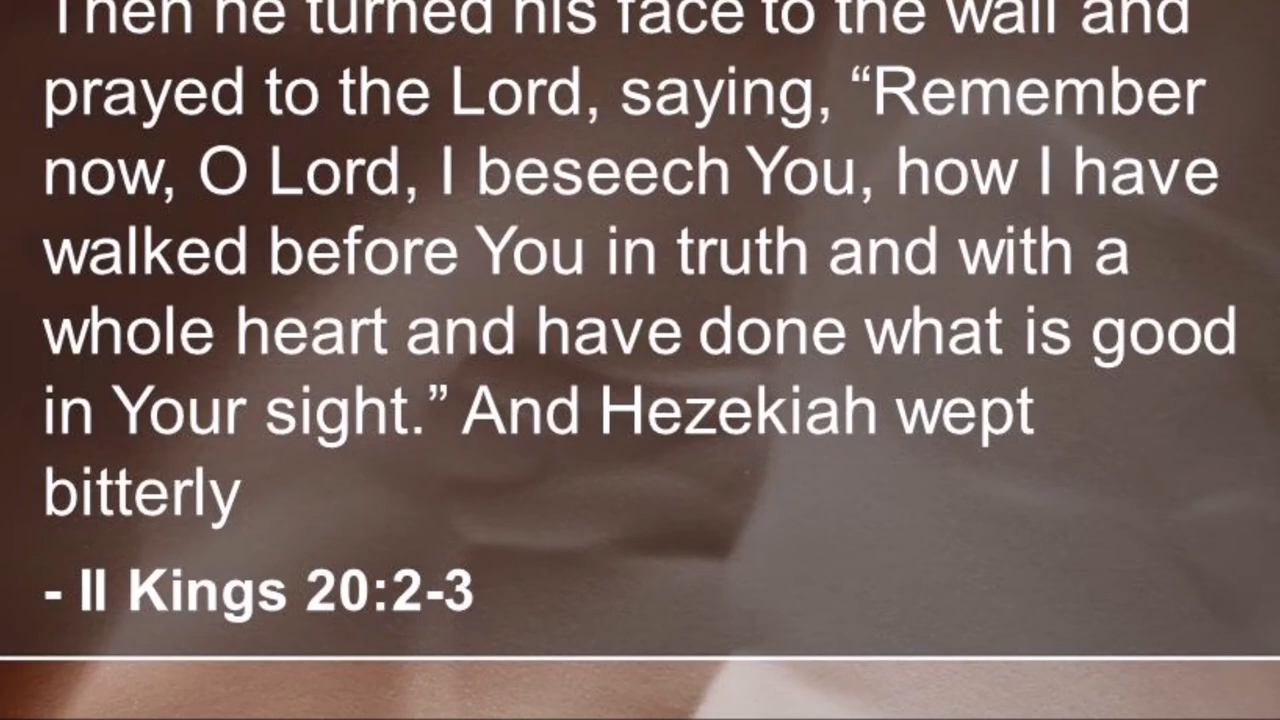 Then he turned his face to the wall and
prayed to the Lord, saying, “Remember
now, O Lord, I beseech You, how I have
walked before You in truth and with a
whole heart and have done what is good
in Your sight.” And Hezekiah wept
bitterly
- II Kings 20:2-3